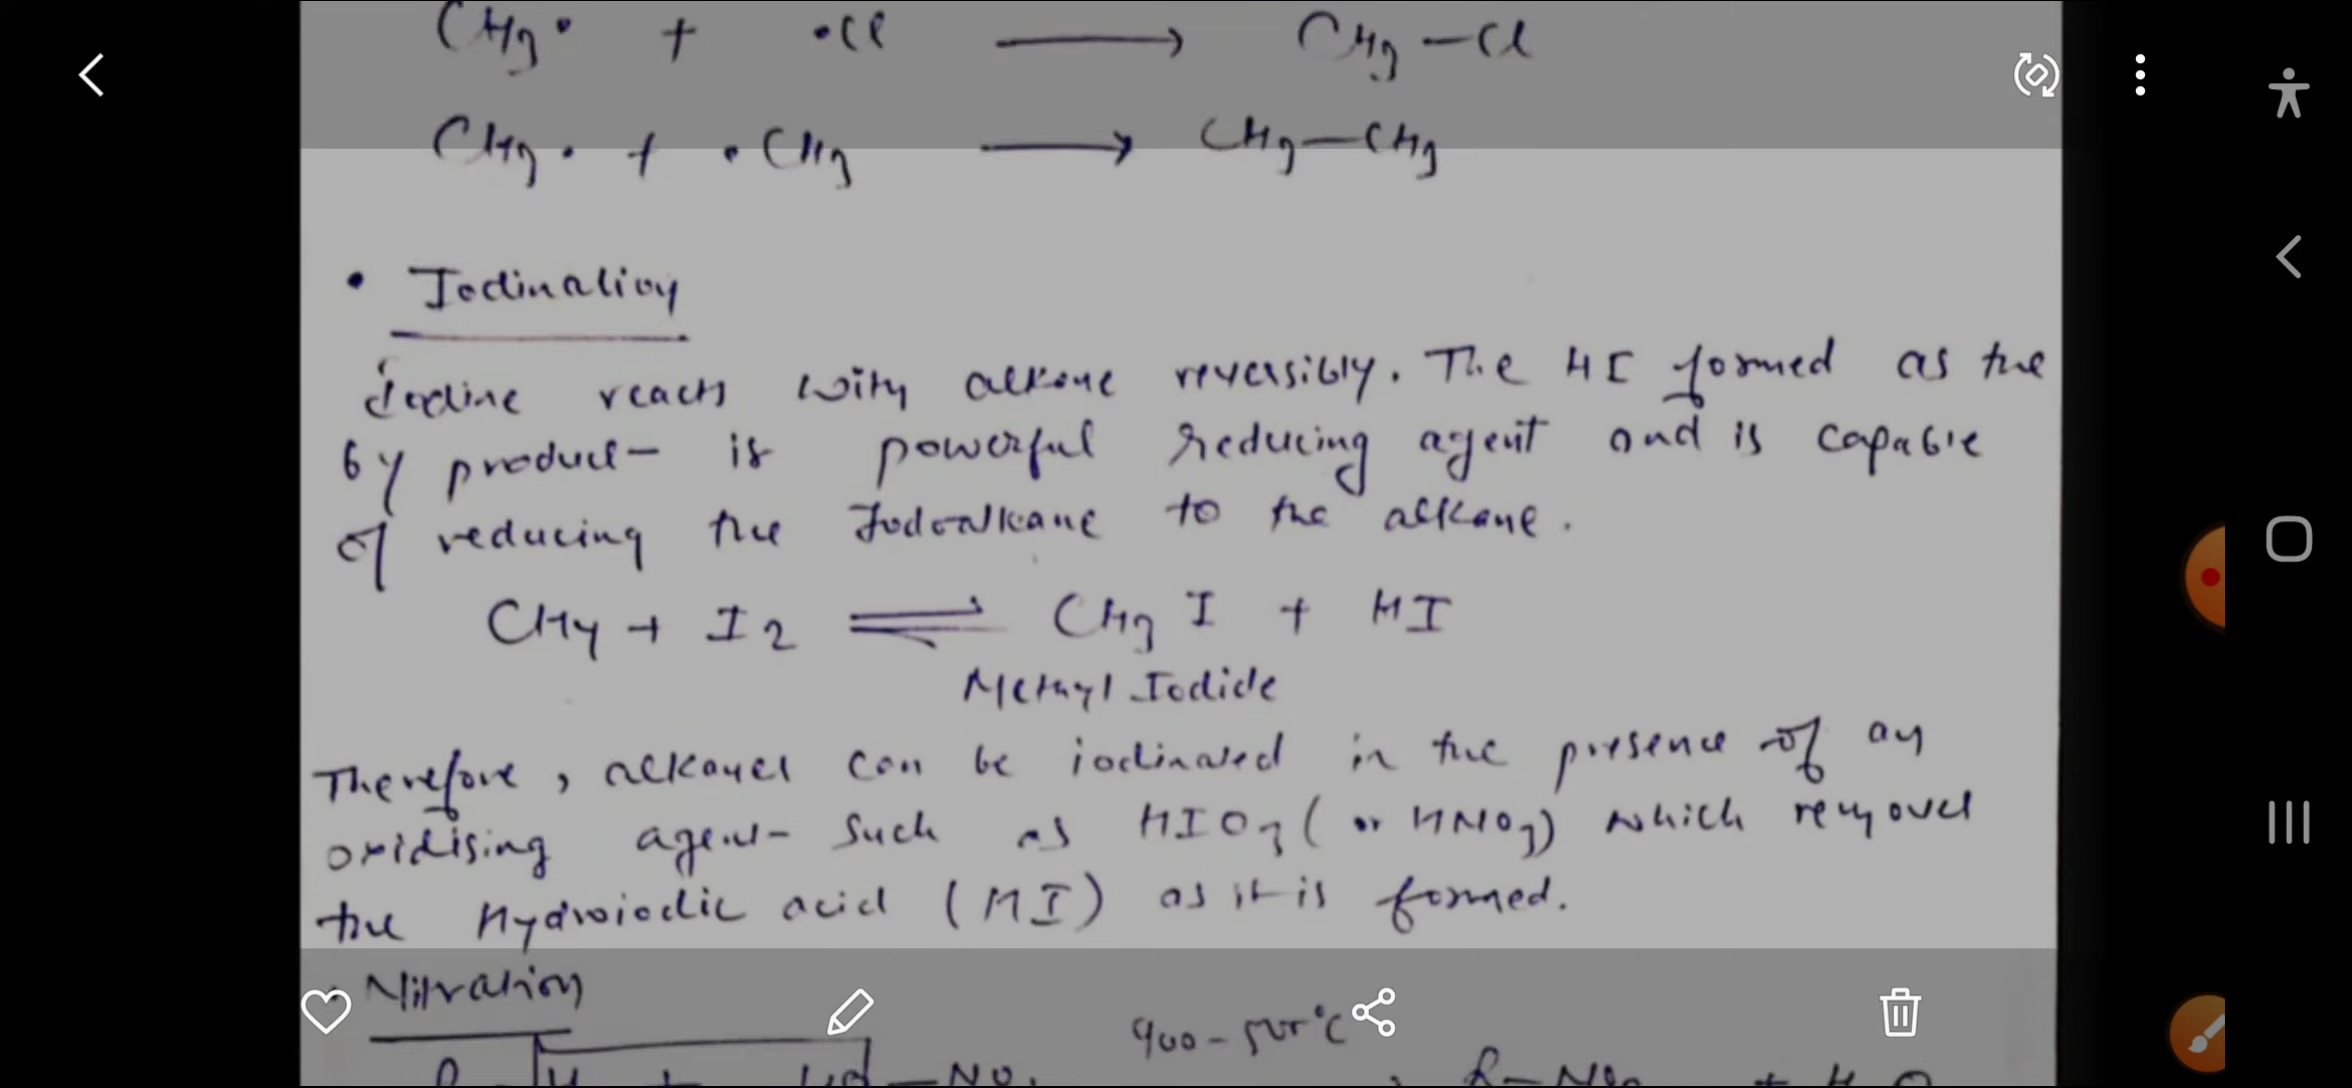 CH3• + •Cl ⟶ CH3–Cl
CH3• + •CH3 ⟶ CH3–CH3
• Iodination
Iodine reacts with alkane reversibly. The HI formed as the
by product is powerful reducing agent and is capable
of reducing the Iodoalkane to the alkane.
CH4 + I2 ⇌ CH3 I + HI
Methyl Iodide
Therefore, alkanes can be iodinated in the presence of an
oxidising agent such as HIO3 (or HNO3) which removes
the Hydroiodic acid (HI) as it is formed.
• Nitration
400-500°C